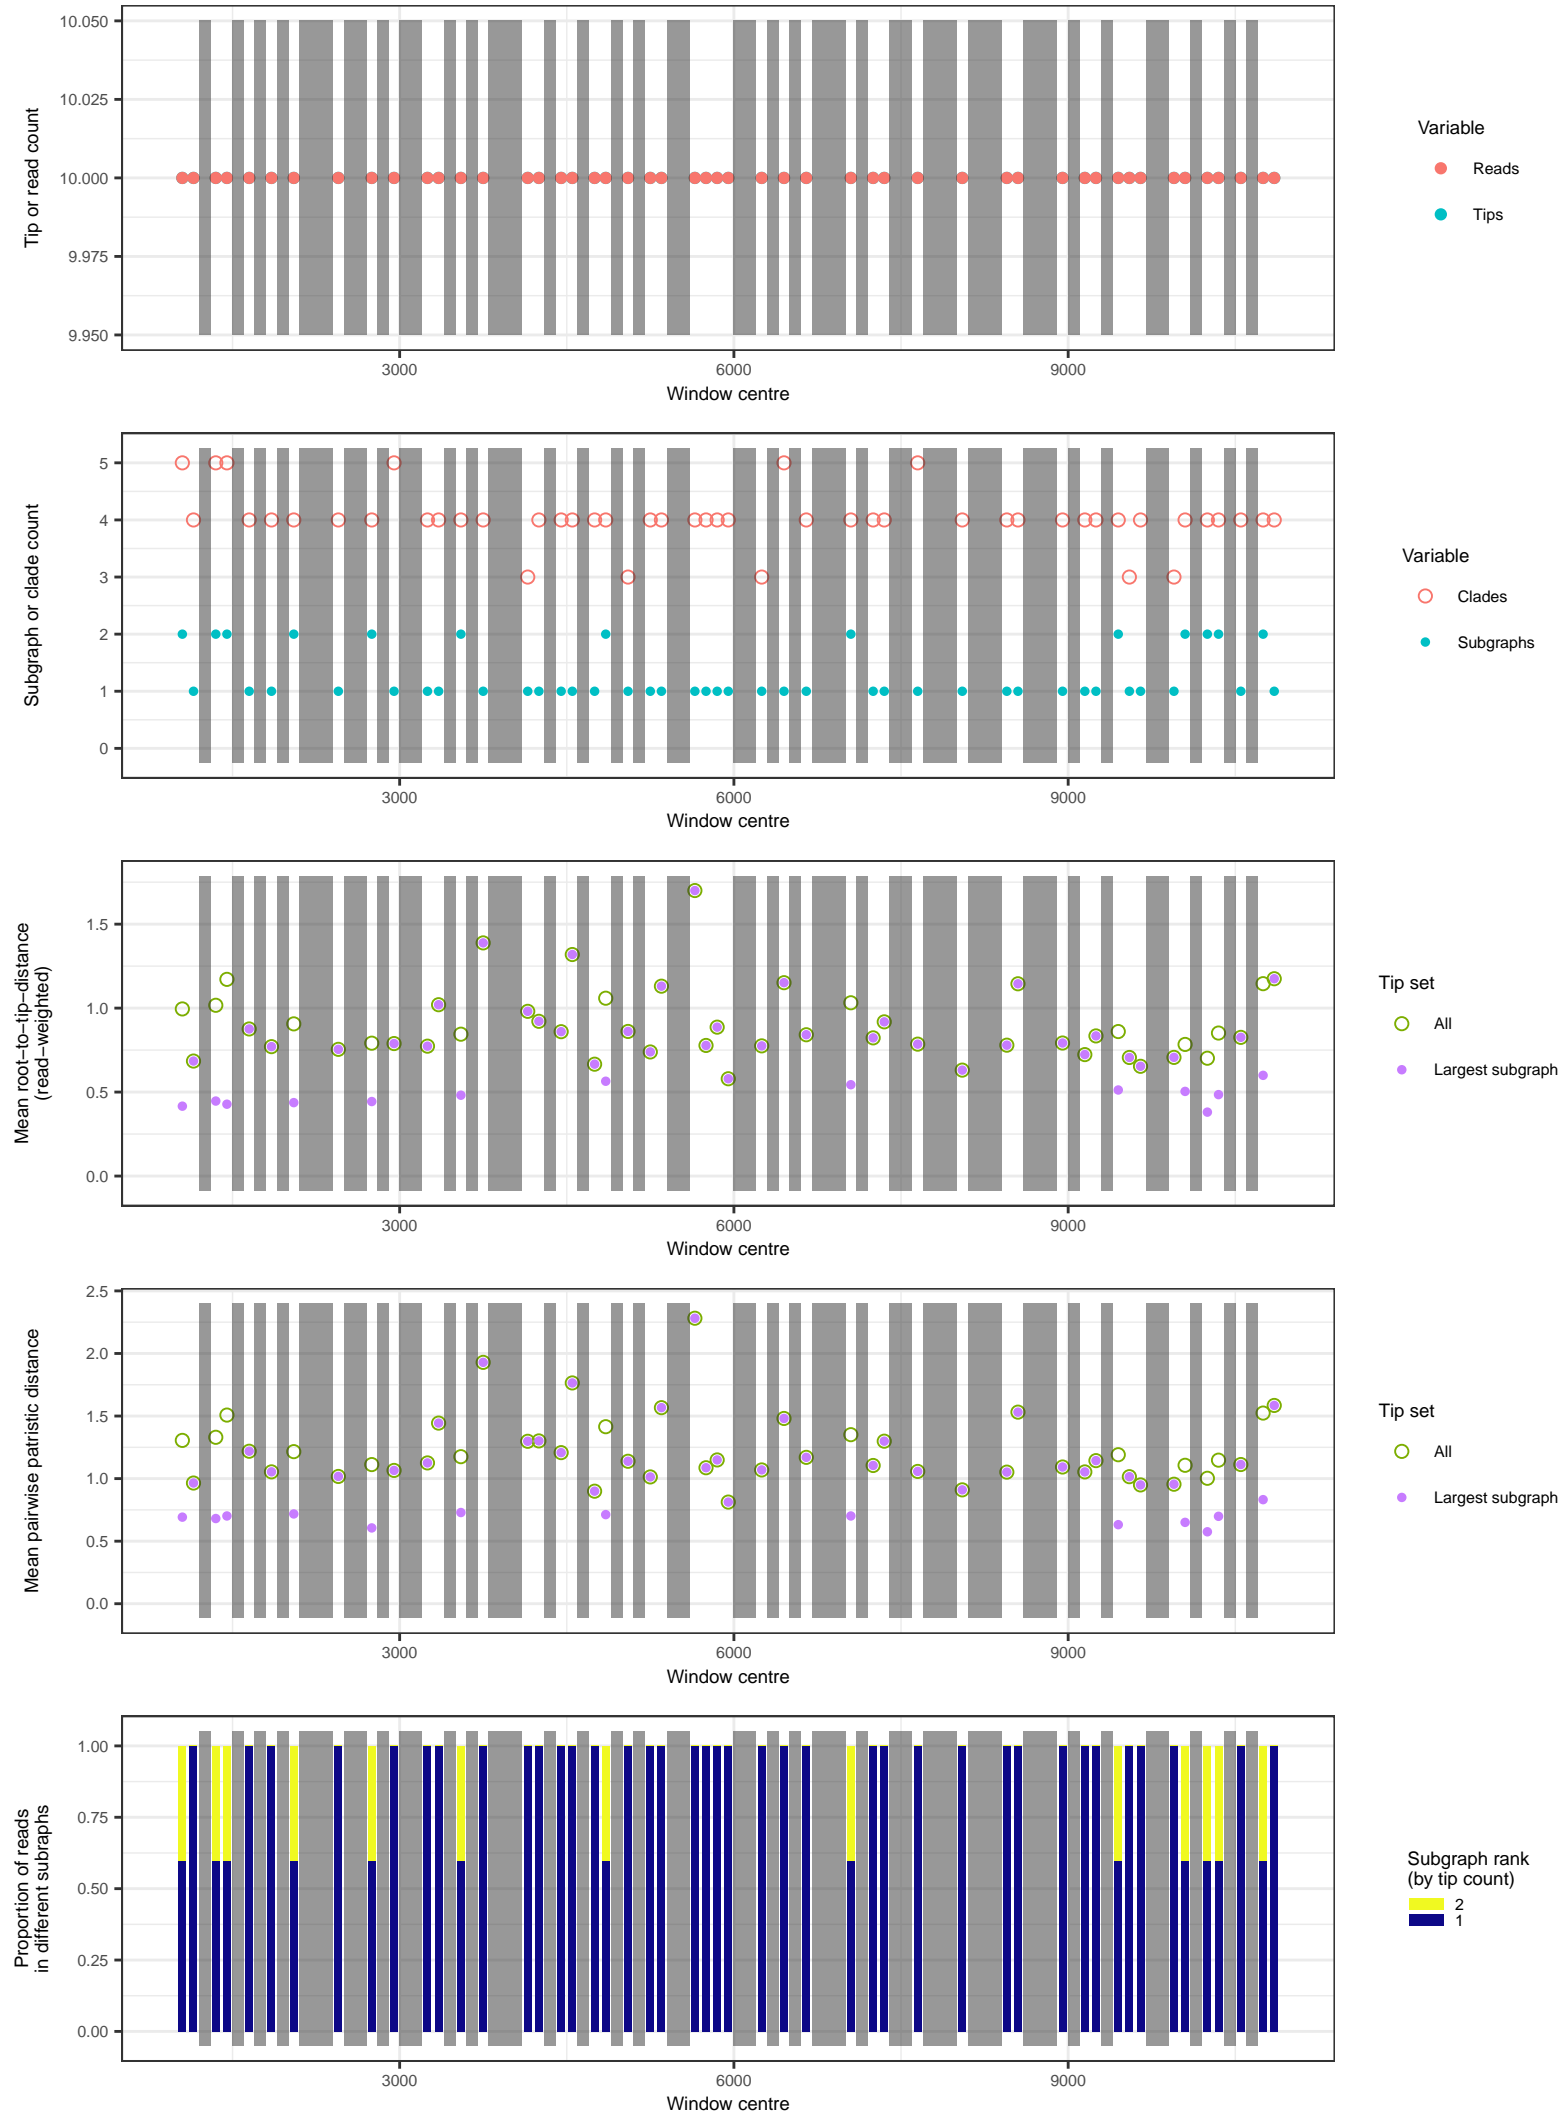 10.050
10.025
10.000
9.975
9.950
Tip or read count
3000 6000 9000
Window centre
Variable
Reads
Tips
5
4
3
2
1
0
Subgraph or clade count
3000 6000 9000
Window centre
Variable
Clades
Subgraphs
1.5
1.0
0.5
0.0
Mean root−to−tip−distance
(read−weighted)
3000 6000 9000
Window centre
Tip set
All
Largest subgraph
2.5
2.0
1.5
1.0
0.5
0.0
Mean pairwise patristic distance
3000 6000 9000
Window centre
Tip set
All
Largest subgraph
1.00
0.75
0.50
0.25
0.00
Proportion of reads
in different subraphs
3000 6000 9000
Window centre
Subgraph rank
(by tip count)
2
1